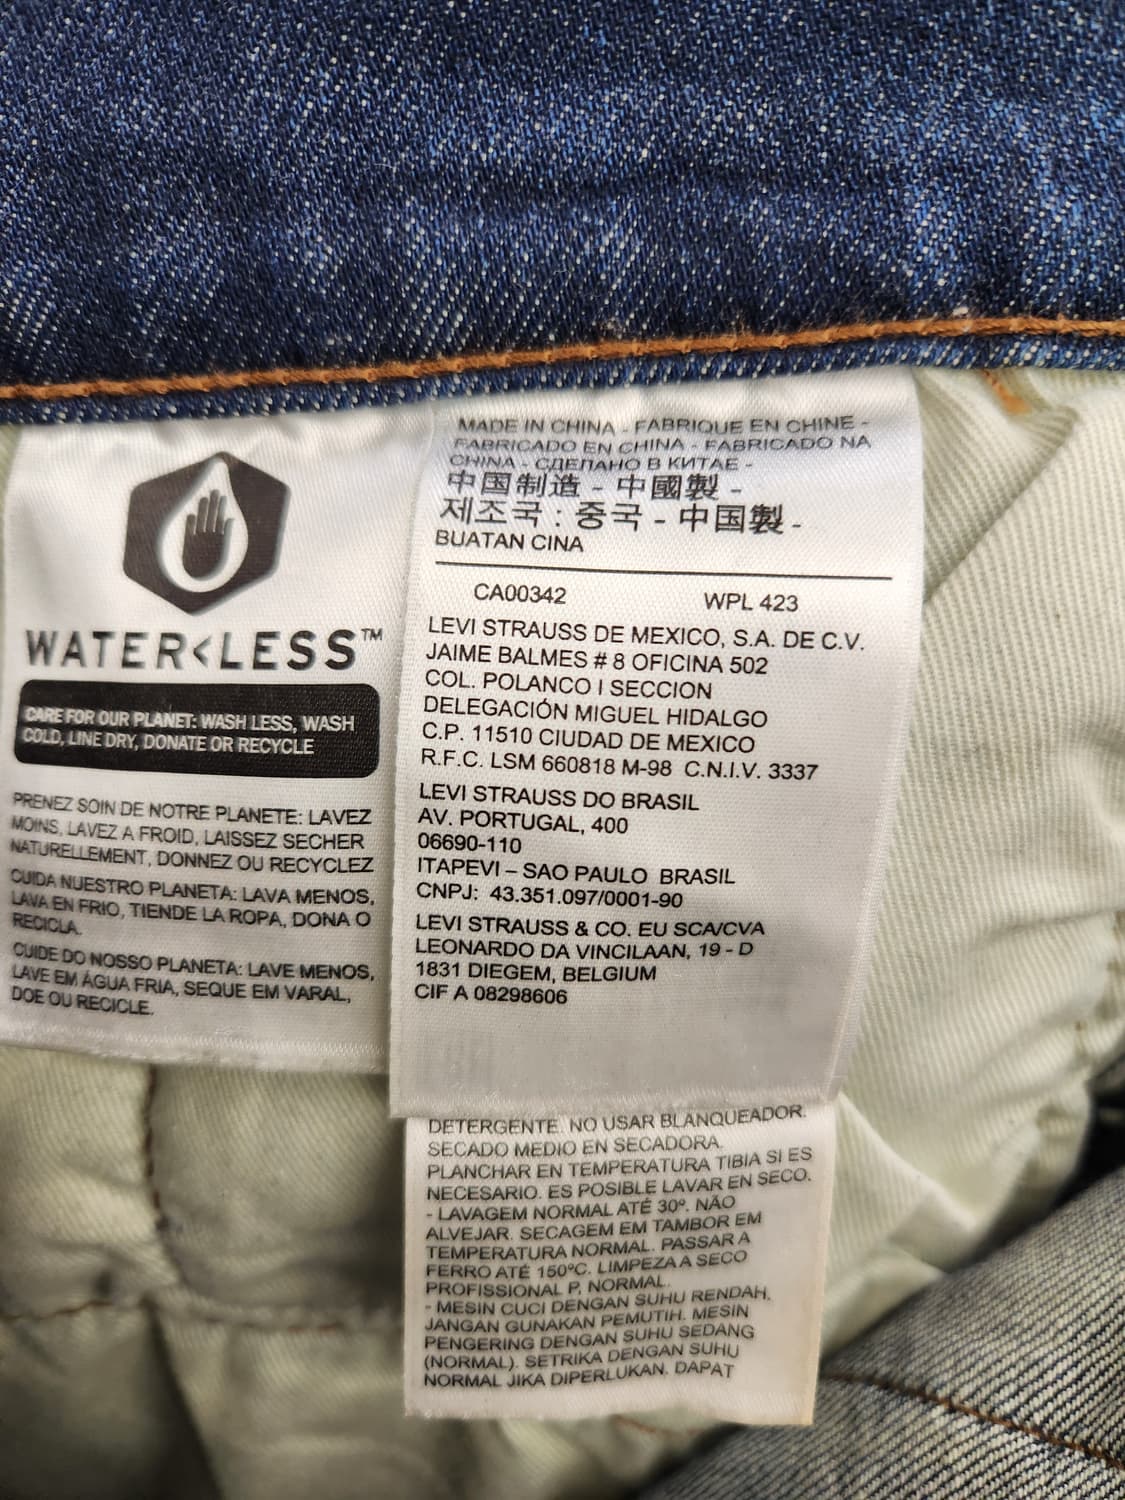 WATER<LESS™
CARE FOR OUR PLANET: WASH LESS, WASH
COLD, LINE DRY, DONATE OR RECYCLE
PRENEZ SOIN DE NOTRE PLANETE: LAVEZ
MOINS, LAVEZ A FROID, LAISSEZ SECHER
NATURELLEMENT, DONNEZ OU RECYCLEZ
CUIDA NUESTRO PLANETA: LAVA MENOS,
LAVA EN FRIO, TIENDE LA ROPA, DONA O
RECICLA.
CUIDE DO NOSSO PLANETA: LAVE MENOS,
LAVE EM ÁGUA FRIA, SEQUE EM VARAL,
DOE OU RECICLE.
MADE IN CHINA - FABRIQUE EN CHINE -
FABRICADO EN CHINA - FABRICADO NA
CHINA - СДЕЛАНО В КИТАЕ -
中国制造 - 中國製 -
제조국 : 중국 - 中国製 -
BUATAN CINA
CA00342 WPL 423
LEVI STRAUSS DE MEXICO, S.A. DE C.V.
JAIME BALMES # 8 OFICINA 502
COL. POLANCO I SECCION
DELEGACIÓN MIGUEL HIDALGO
C.P. 11510 CIUDAD DE MEXICO
R.F.C. LSM 660818 M-98 C.N.I.V. 3337
LEVI STRAUSS DO BRASIL
AV. PORTUGAL, 400
06690-110
ITAPEVI – SAO PAULO BRASIL
CNPJ: 43.351.097/0001-90
LEVI STRAUSS & CO. EU SCA/CVA
LEONARDO DA VINCILAAN, 19 - D
1831 DIEGEM, BELGIUM
CIF A 08298606
DETERGENTE. NO USAR BLANQUEADOR.
SECADO MEDIO EN SECADORA.
PLANCHAR EN TEMPERATURA TIBIA SI ES
NECESARIO. ES POSIBLE LAVAR EN SECO.
- LAVAGEM NORMAL ATÉ 30º. NÃO
ALVEJAR. SECAGEM EM TAMBOR EM
TEMPERATURA NORMAL. PASSAR A
FERRO ATÉ 150ºC. LIMPEZA A SECO
PROFISSIONAL P, NORMAL.
- MESIN CUCI DENGAN SUHU RENDAH.
JANGAN GUNAKAN PEMUTIH. MESIN
PENGERING DENGAN SUHU SEDANG
(NORMAL). SETRIKA DENGAN SUHU
NORMAL JIKA DIPERLUKAN. DAPAT